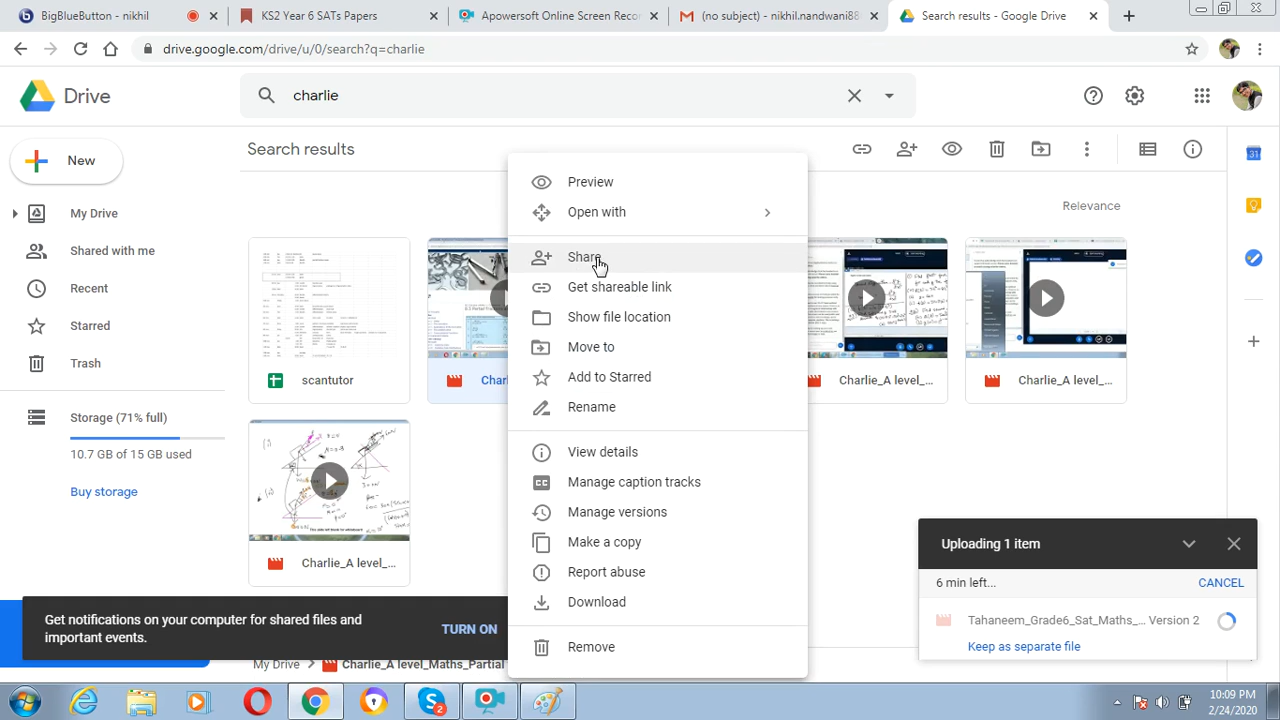 BigBlueButton - nikhil
KS2 Year 6 SATs Papers
Apowersoft Online Screen Recor
(no subject) - nikhil.nandwani88
Search results - Google Drive
drive.google.com/drive/u/0/search?q=charlie
Drive
charlie
New
Search results
My Drive
Shared with me
Recent
Starred
Trash
Storage (71% full)
10.7 GB of 15 GB used
Buy storage
Relevance
Preview
Open with
Share
Get shareable link
Show file location
Move to
Add to Starred
Rename
View details
Manage caption tracks
Manage versions
Make a copy
Report abuse
Download
Remove
scantutor
Charlie_A level_...
Charlie_A level_...
Charlie_A level_...
31
Uploading 1 item
6 min left...
CANCEL
Tahaneem_Grade6_Sat_Maths_... Version 2
Keep as separate file
Get notifications on your computer for shared files and
important events.
TURN ON
My Drive
Charlie_A level_Maths_Partial
2
10:09 PM
2/24/2020